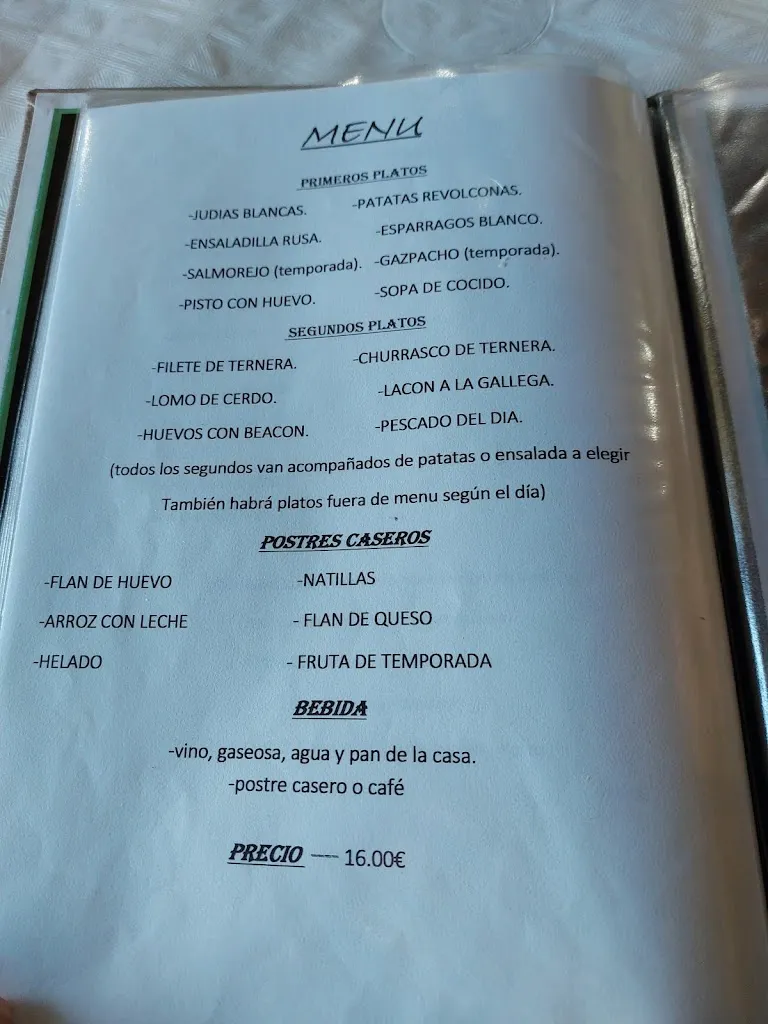 MENU
PRIMEROS PLATOS
-JUDIAS BLANCAS. -PATATAS REVOLCONAS.
-ENSALADILLA RUSA. -ESPARRAGOS BLANCO.
-SALMOREJO (temporada). -GAZPACHO (temporada).
-PISTO CON HUEVO. -SOPA DE COCIDO.
SEGUNDOS PLATOS
-FILETE DE TERNERA. -CHURRASCO DE TERNERA.
-LOMO DE CERDO. -LACON A LA GALLEGA.
-HUEVOS CON BEACON. -PESCADO DEL DIA.
(todos los segundos van acompañados de patatas o ensalada a elegir
También habrá platos fuera de menu según el día)
POSTRES CASEROS
-FLAN DE HUEVO -NATILLAS
-ARROZ CON LECHE - FLAN DE QUESO
-HELADO - FRUTA DE TEMPORADA
BEBIDA
-vino, gaseosa, agua y pan de la casa.
-postre casero o café
PRECIO ---- 16.00€